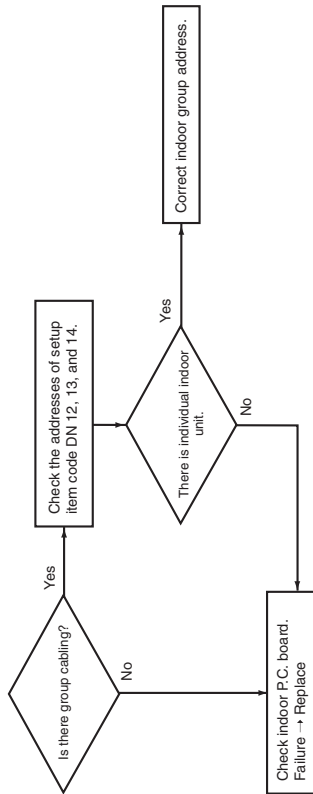 Is there group cabling?
Yes
No
Check the addresses of setup
item code DN 12, 13, and 14.
There is individual indoor
unit.
Yes
No
Correct indoor group address.
Check indoor P.C. board.
Failure → Replace